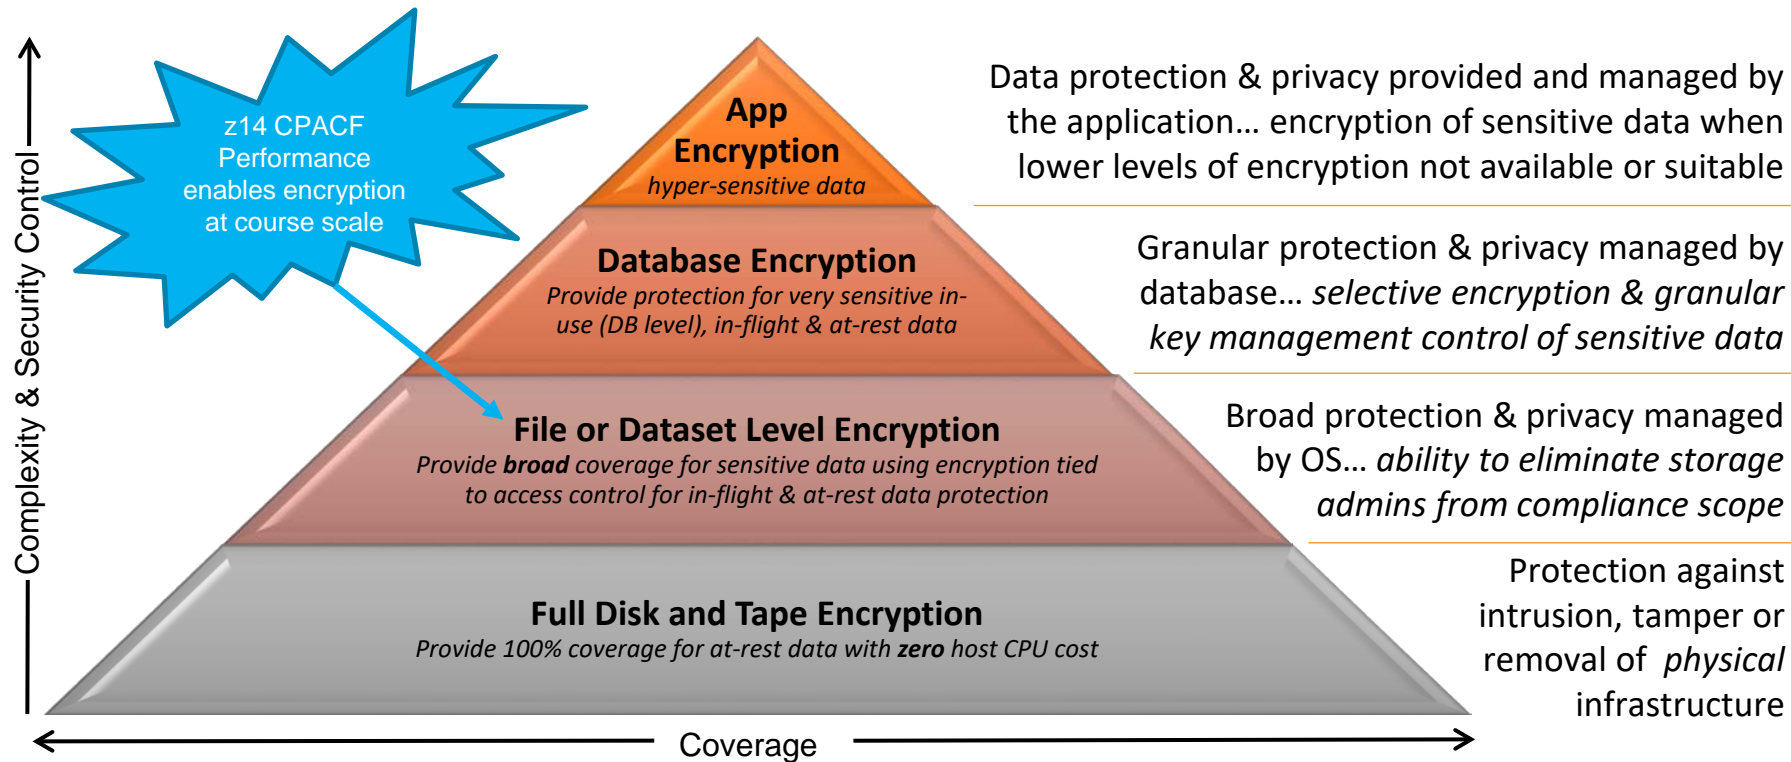 z14 CPACF
Performance
enables encryption
at course scale
Complexity & Security Control
App
Encryption
hyper-sensitive data
Data protection & privacy provided and managed by
the application… encryption of sensitive data when
lower levels of encryption not available or suitable
Database Encryption
Provide protection for very sensitive in-
use (DB level), in-flight & at-rest data
Granular protection & privacy managed by
database… selective encryption & granular
key management control of sensitive data
File or Dataset Level Encryption
Provide broad coverage for sensitive data using encryption tied
to access control for in-flight & at-rest data protection
Broad protection & privacy managed
by OS… ability to eliminate storage
admins from compliance scope
Full Disk and Tape Encryption
Provide 100% coverage for at-rest data with zero host CPU cost
Protection against
intrusion, tamper or
removal of physical
infrastructure
Coverage